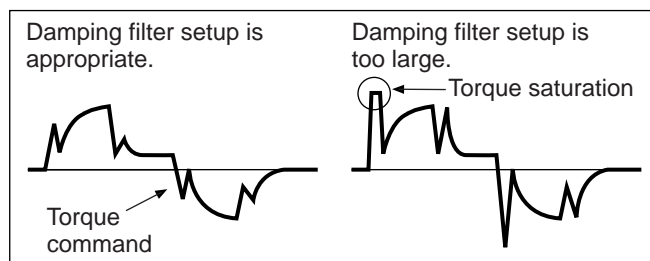 Damping filter setup is
appropriate.
Torque
command
Damping filter setup is
too large.
Torque saturation